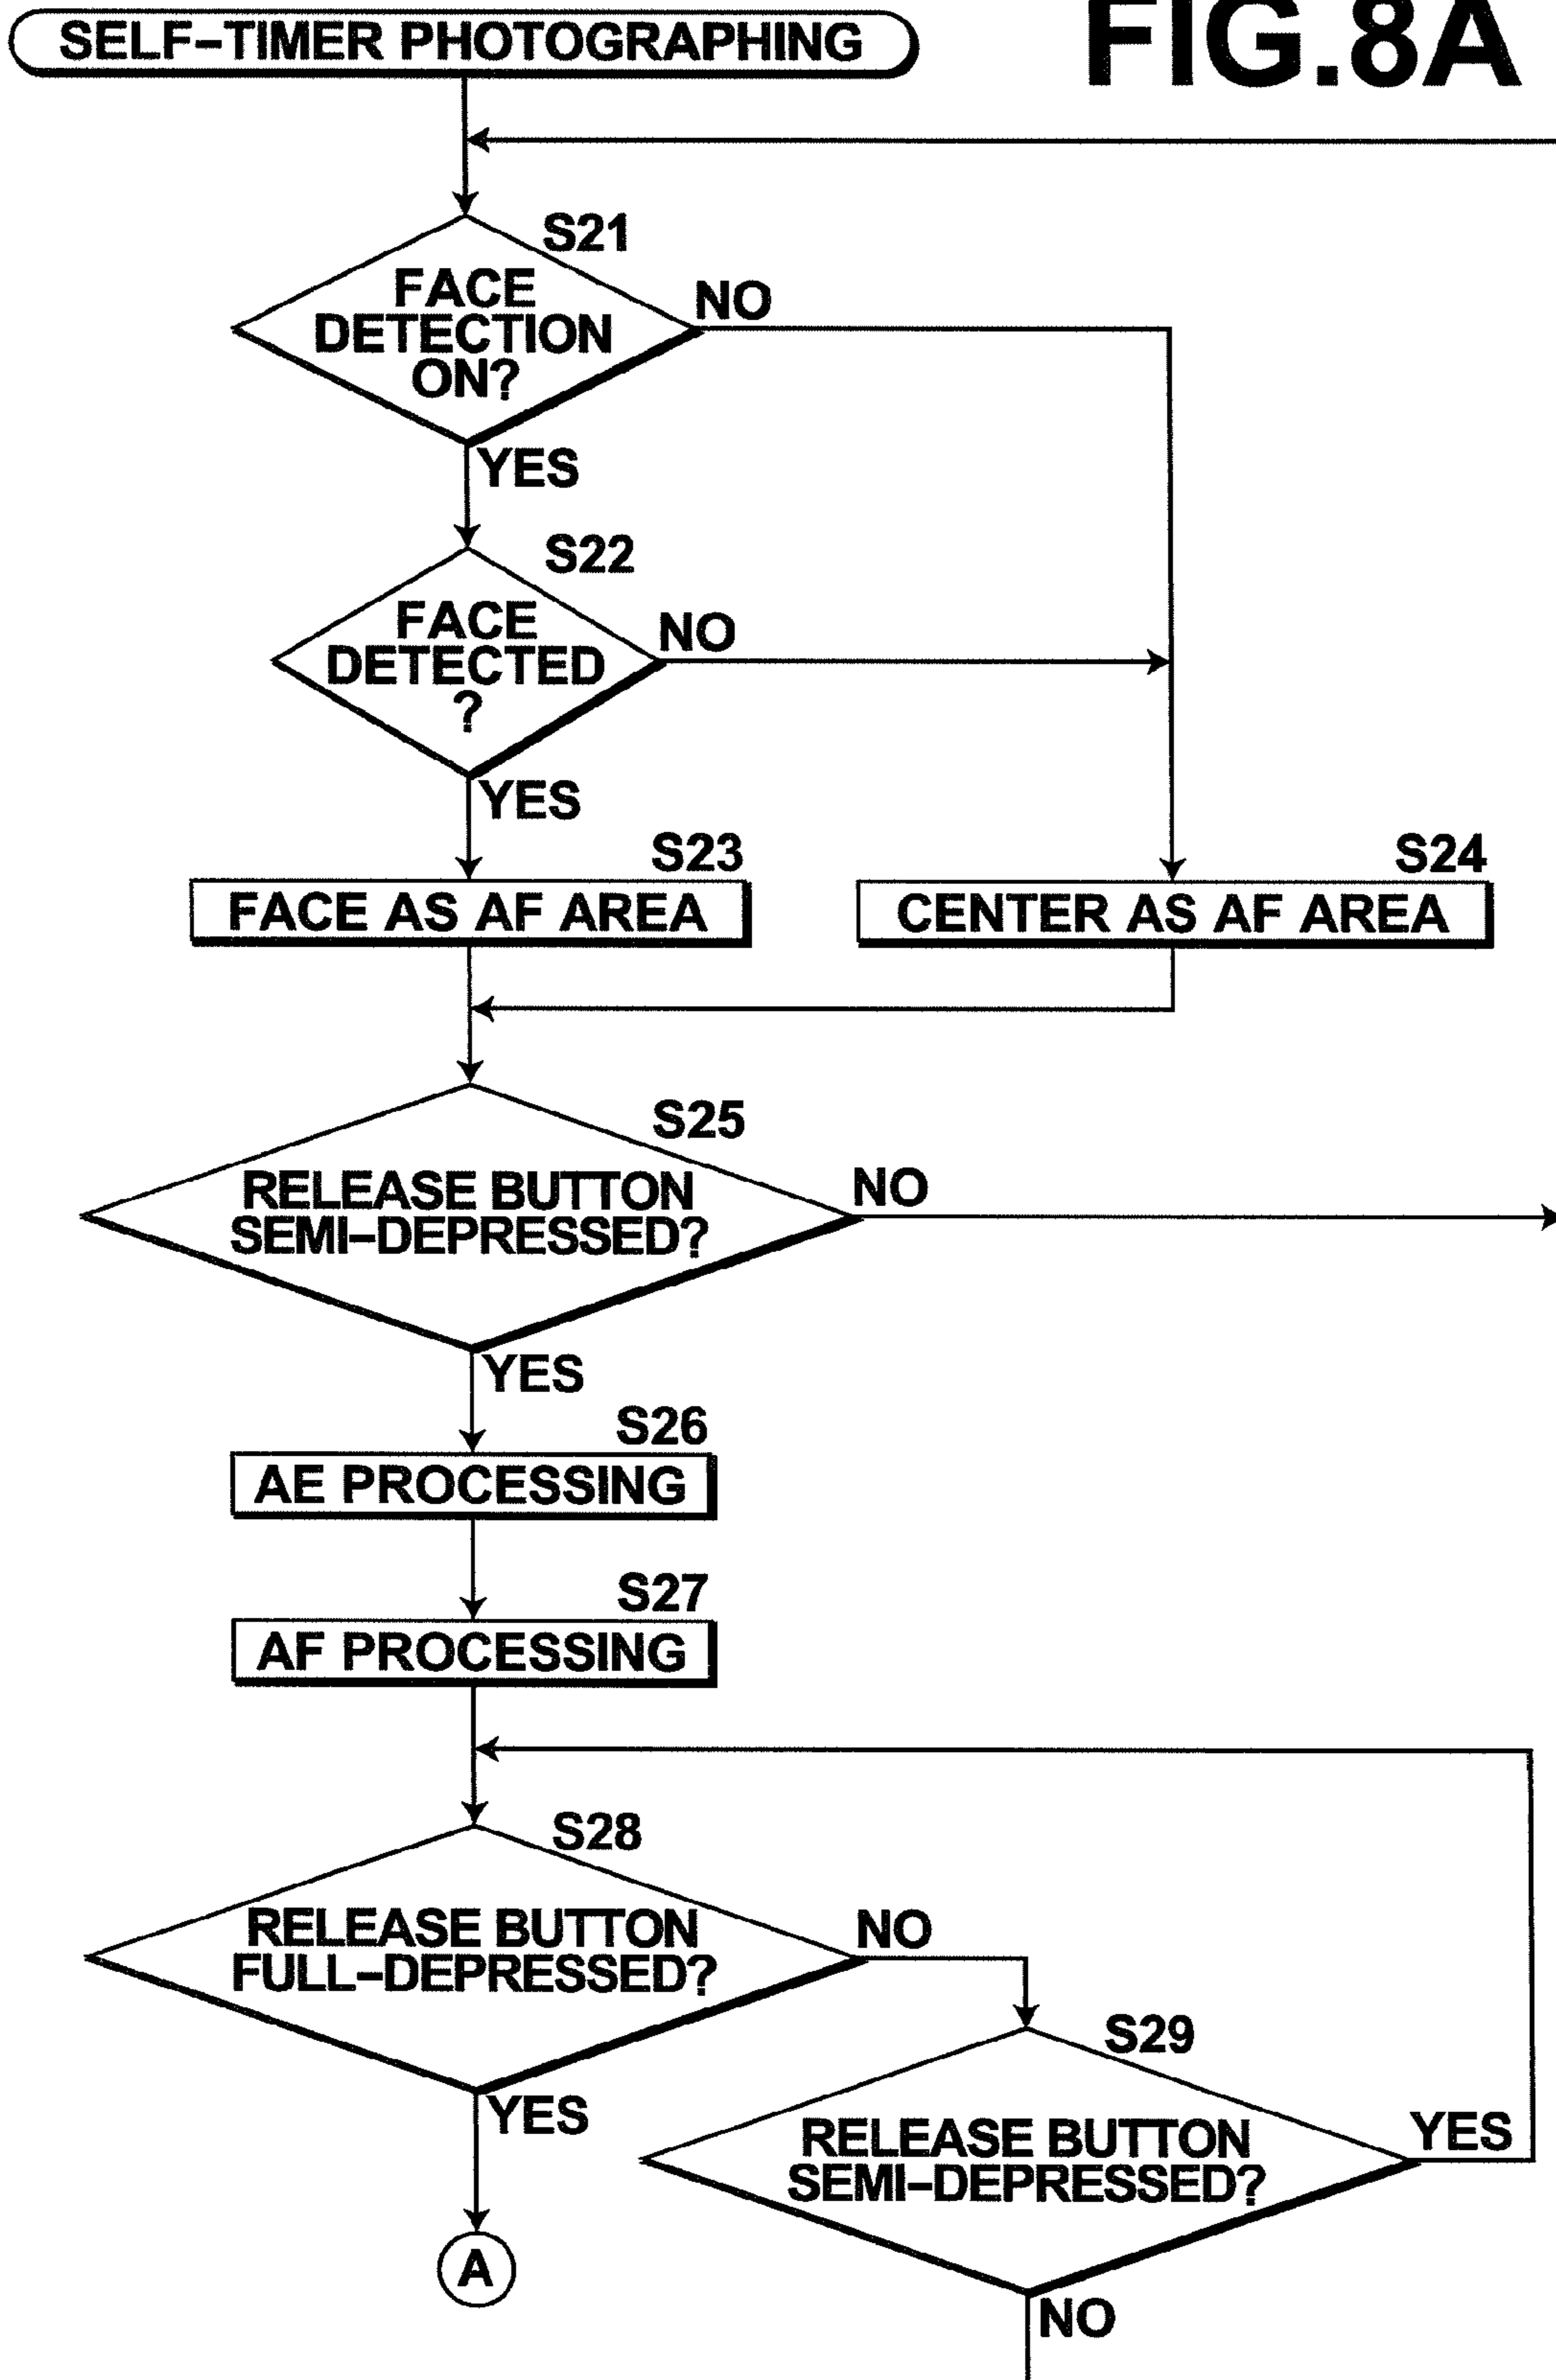 SELF-TIMER PHOTOGRAPHING
FIG.8A
S21
FACE
DETECTION
ON?
NO
YES
S22
FACE
DETECTED
?
NO
YES
S23
FACE AS AF AREA
S24
CENTER AS AF AREA
S25
RELEASE BUTTON
SEMI-DEPRESSED?
NO
YES
S26
AE PROCESSING
S27
AF PROCESSING
S28
RELEASE BUTTON
FULL-DEPRESSED?
NO
YES
S29
RELEASE BUTTON
SEMI-DEPRESSED?
YES
A
NO